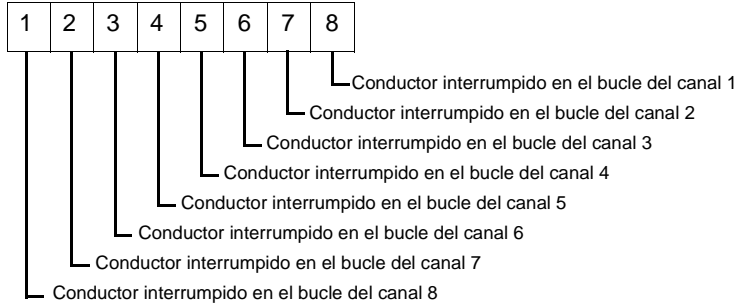 1 2 3 4 5 6 7 8
Conductor interrumpido en el bucle del canal 1
Conductor interrumpido en el bucle del canal 2
Conductor interrumpido en el bucle del canal 3
Conductor interrumpido en el bucle del canal 4
Conductor interrumpido en el bucle del canal 5
Conductor interrumpido en el bucle del canal 6
Conductor interrumpido en el bucle del canal 7
Conductor interrumpido en el bucle del canal 8